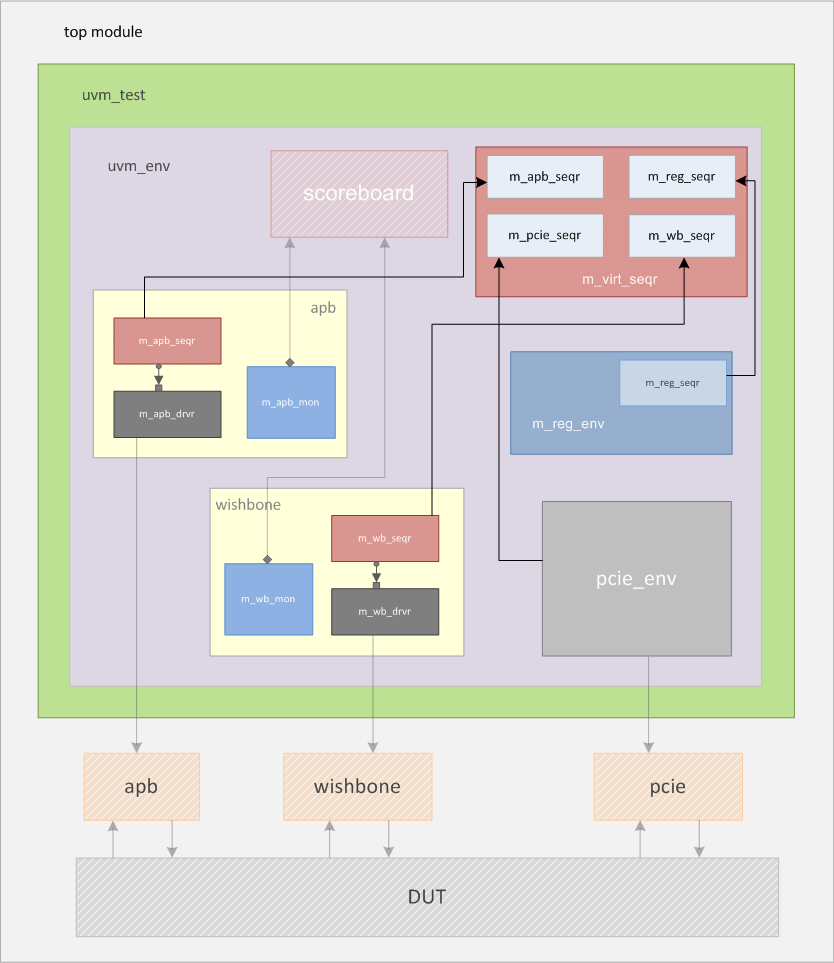 top module
uvm_test
uvm_env
scoreboard
m_apb_seqr
m_reg_seqr
m_pcie_seqr
m_wb_seqr
m_virt_seqr
apb
m_apb_seqr
m_apb_mon
m_apb_drvr
m_reg_seqr
m_reg_env
wishbone
m_wb_seqr
m_wb_mon
m_wb_drvr
pcie_env
apb
wishbone
pcie
DUT